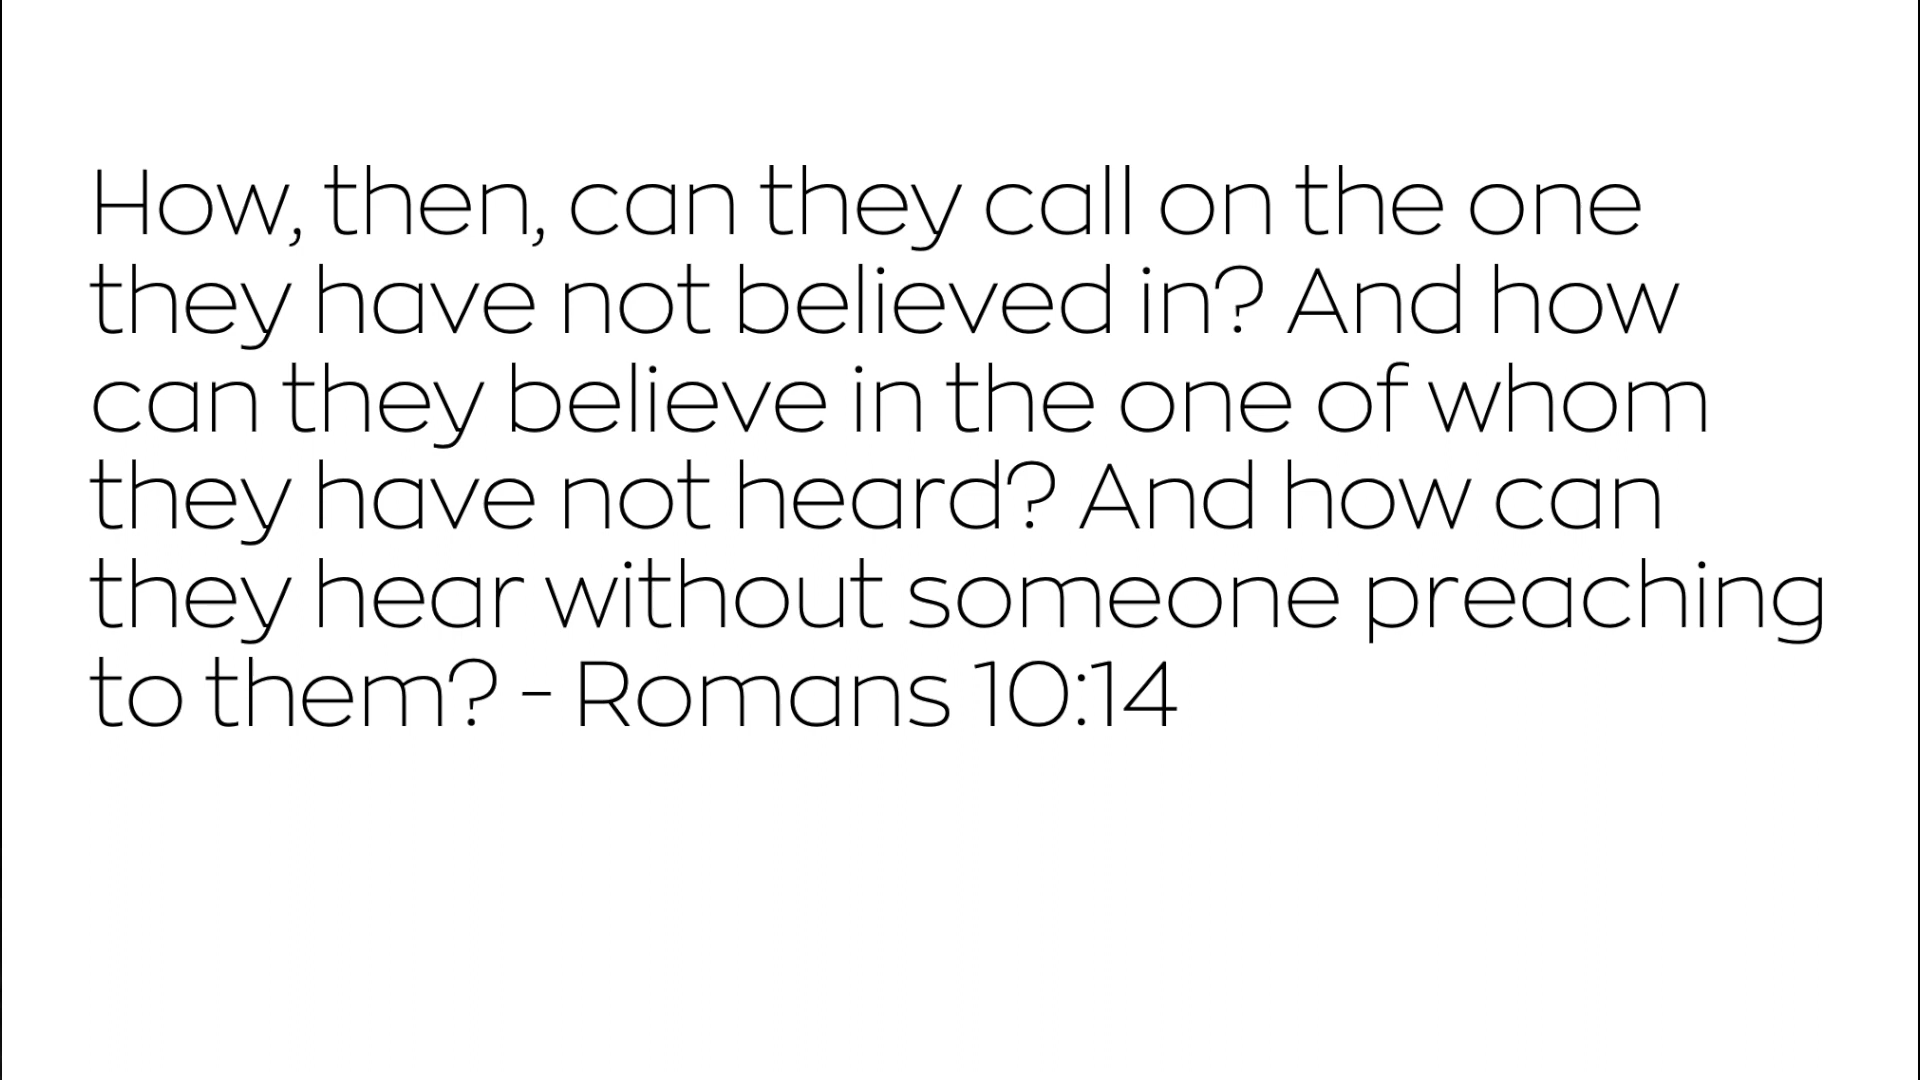 How, then, can they call on the one
they have not believed in? And how
can they believe in the one of whom
they have not heard? And how can
they hear without someone preaching
to them? - Romans 10:14